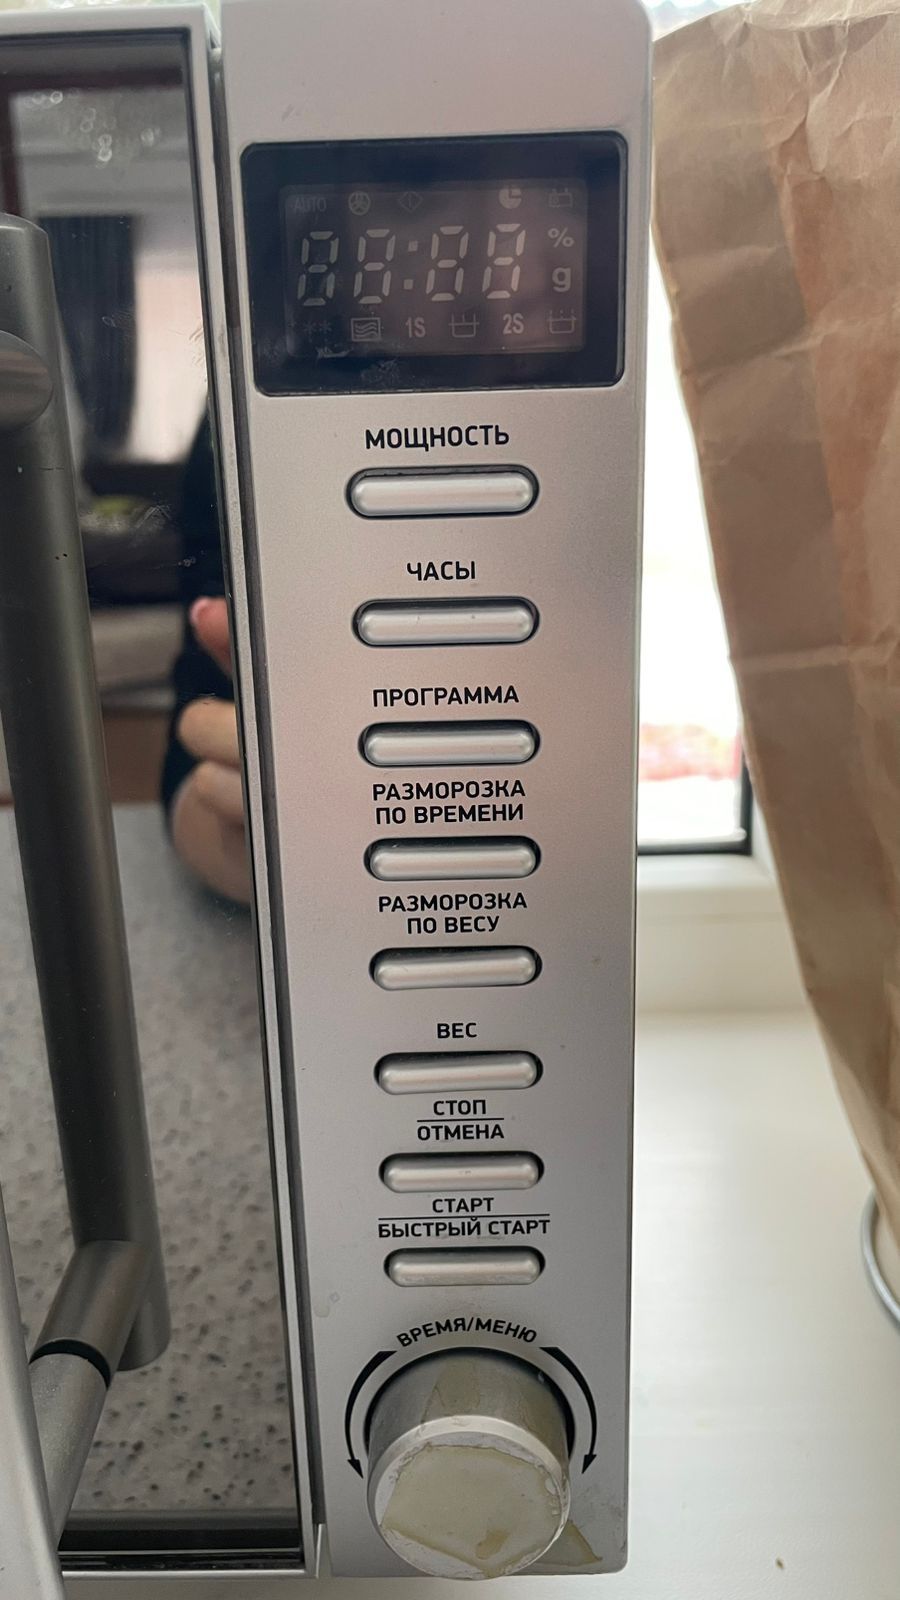 AUTO
88:88 %
g
1S 2S
МОЩНОСТЬ
ЧАСЫ
ПРОГРАММА
РАЗМОРОЗКА
ПО ВРЕМЕНИ
РАЗМОРОЗКА
ПО ВЕСУ
ВЕС
СТОП
ОТМЕНА
СТАРТ
БЫСТРЫЙ СТАРТ
ВРЕМЯ/МЕНЮ